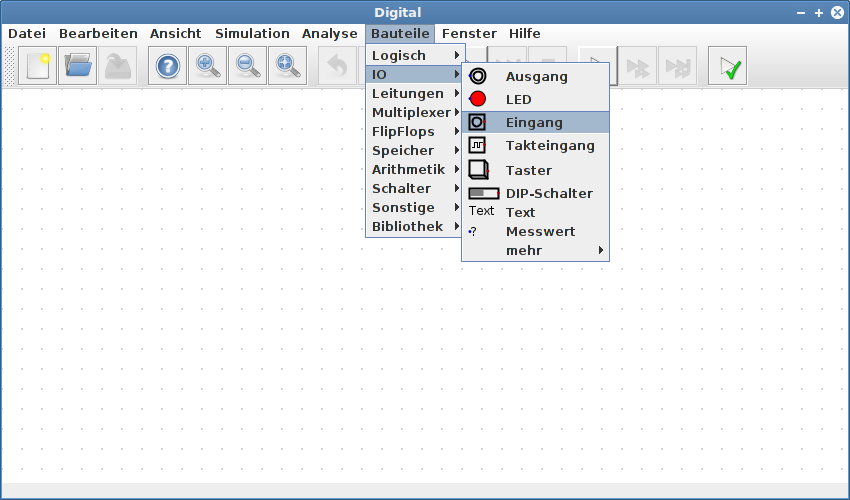 Digital
Datei Bearbeiten Ansicht Simulation Analyse Bauteile Fenster Hilfe
Logisch
IO
Leitungen
Multiplexer
FlipFlops
Speicher
Arithmetik
Schalter
Sonstige
Bibliothek
Ausgang
LED
Eingang
Takteingang
Taster
DIP-Schalter
Text Text
? Messwert
mehr